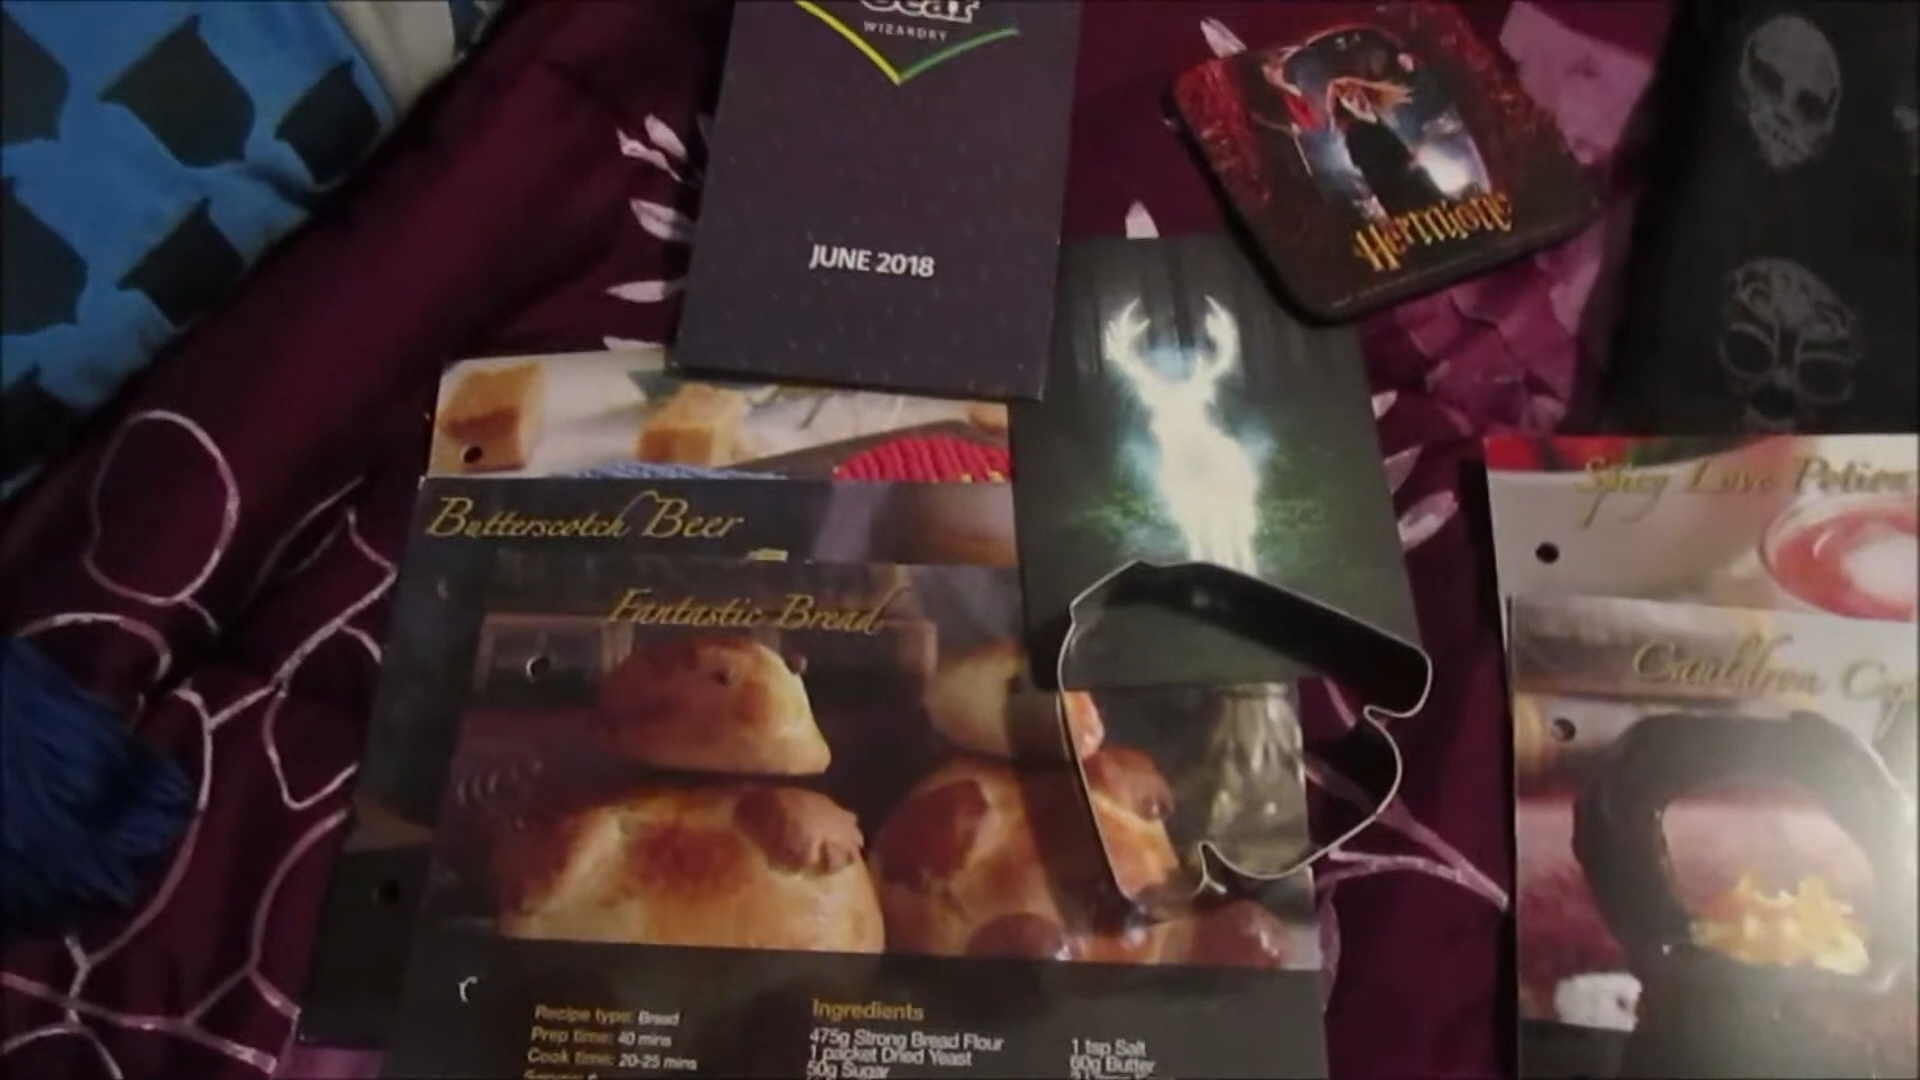 WIZARDRY
JUNE 2018
Hermione
Butterscotch Beer
Fantastic Bread
Spicy Love Potion
Cauldron
Recipe type: Bread
Prep time: 40 mins
Cook time: 20-25 mins
Ingredients
475g Strong Bread Flour
1 packet Dried Yeast
50g Sugar
1 tsp Salt
60g Butter